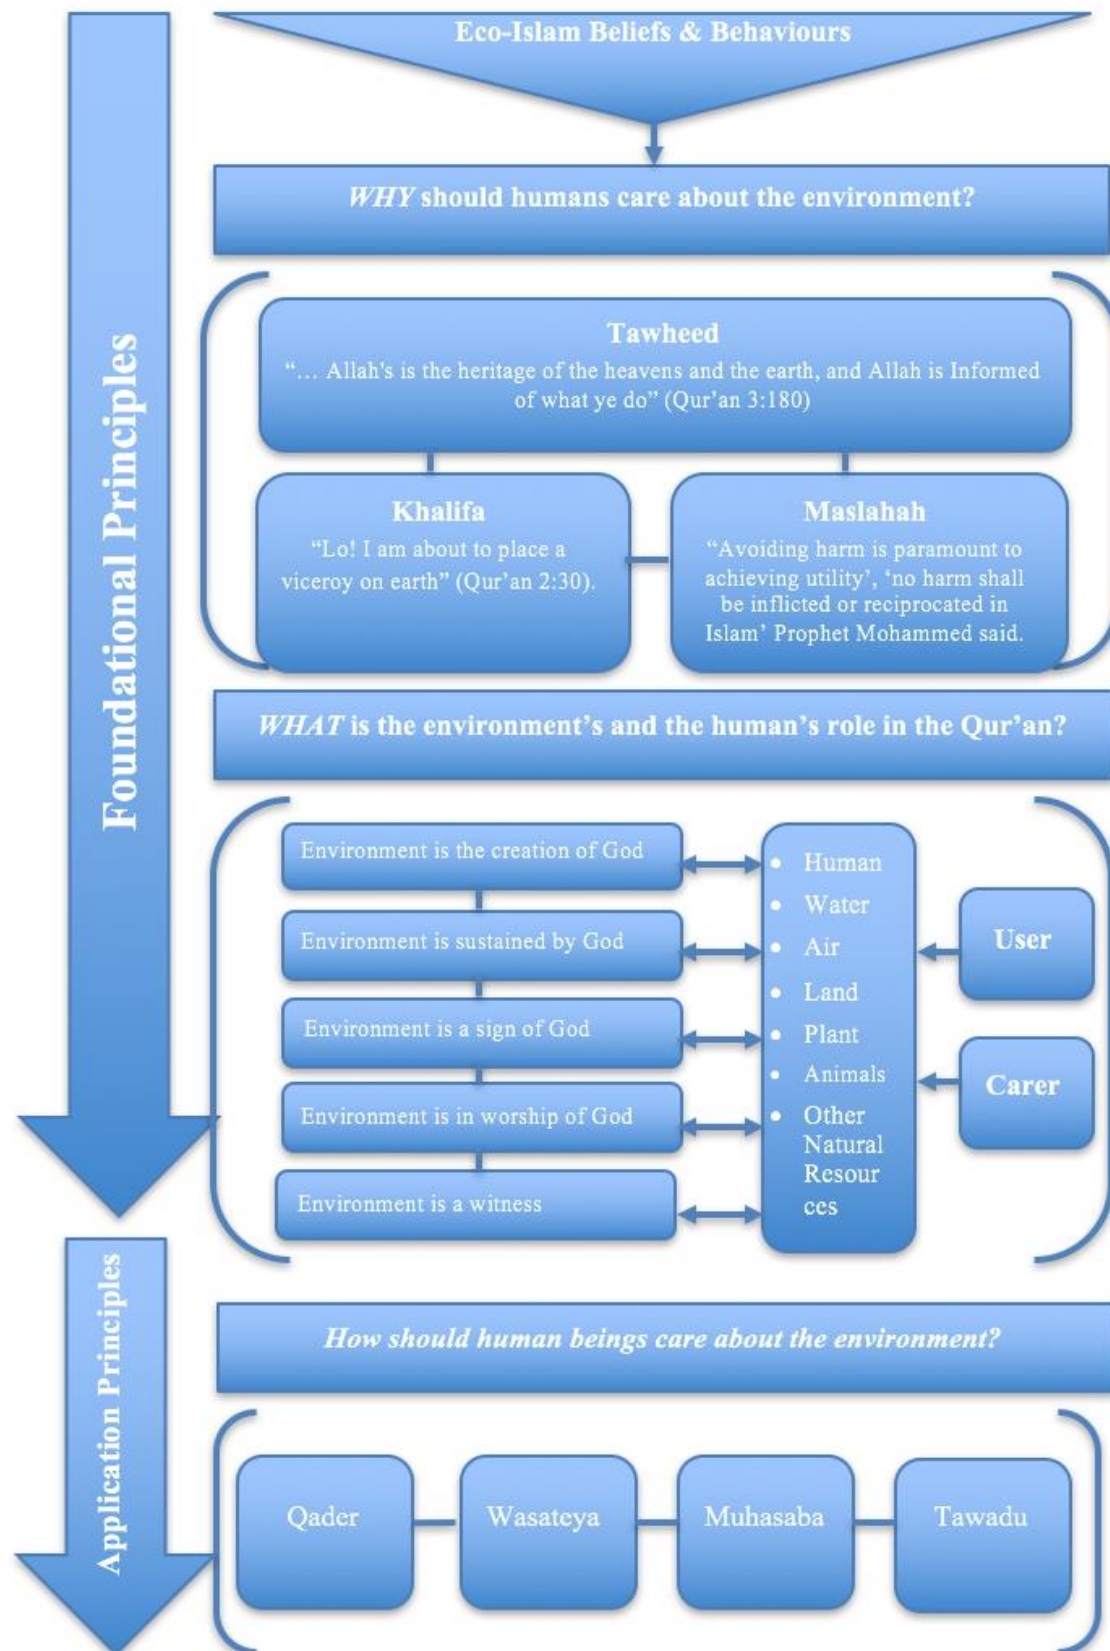 Eco-Islam Beliefs & Behaviours
Foundational Principles
WHY should humans care about the environment?
Tawheed
“… Allah's is the heritage of the heavens and the earth, and Allah is Informed
of what ye do” (Qur’an 3:180)
Khalifa
“Lo! I am about to place a
viceroy on earth” (Qur’an 2:30).
Maslahah
“Avoiding harm is paramount to
achieving utility’, ‘no harm shall
be inflicted or reciprocated in
Islam’ Prophet Mohammed said.
WHAT is the environment’s and the human’s role in the Qur’an?
Environment is the creation of God
Environment is sustained by God
Environment is a sign of God
Environment is in worship of God
Environment is a witness
• Human
• Water
• Air
• Land
• Plant
• Animals
• Other
Natural
Resour
ces
User
Carer
Application Principles
How should human beings care about the environment?
Qader
Wasateya
Muhasaba
Tawadu